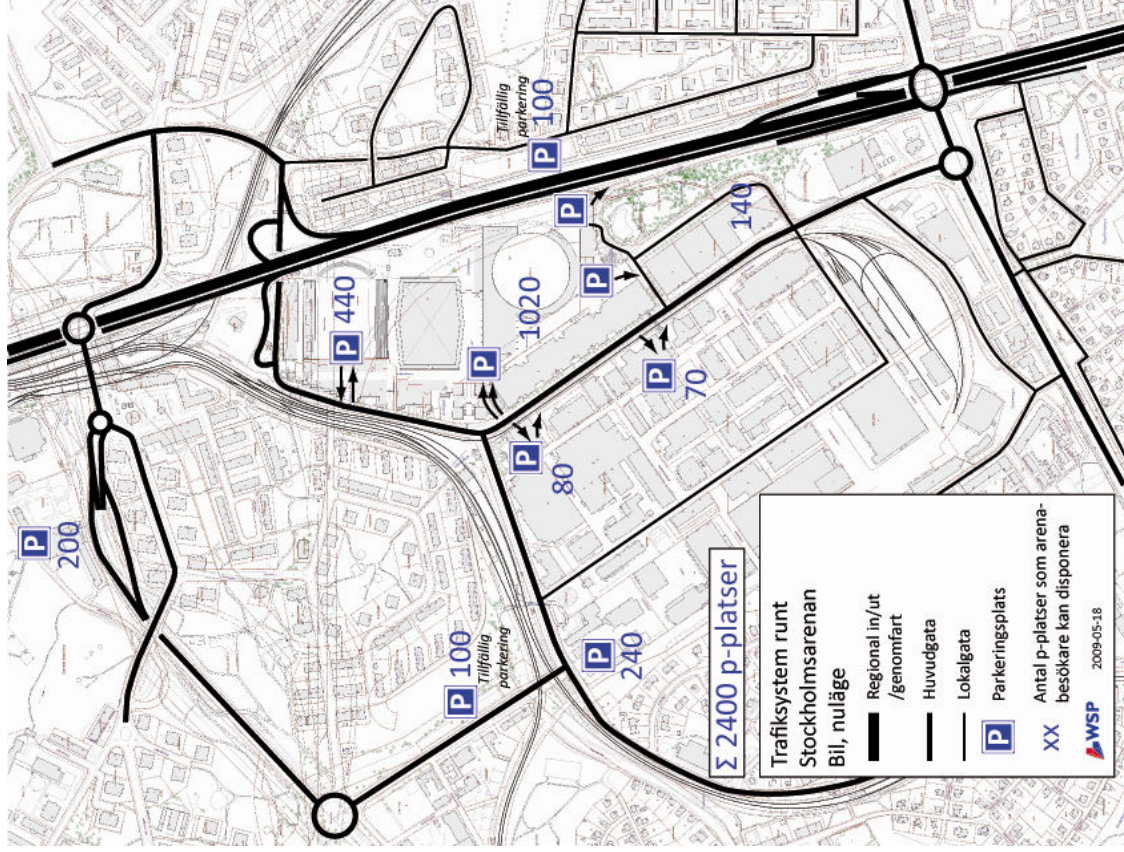 P
200
P 440
P 100
Tillfällig
parkering
P
1020
Tillfällig
parkering
P 100
P
80
P
P
P
240
P
70
140
Σ 2400 p-platser
Trafiksystem runt
Stockholmsarenan
Bil, nuläge
Regional in/ut
/genomfart
Huvudgata
Lokalgata
P Parkeringsplats
XX Antal p-platser som arena-
besökare kan disponera
WSP 2009-05-18